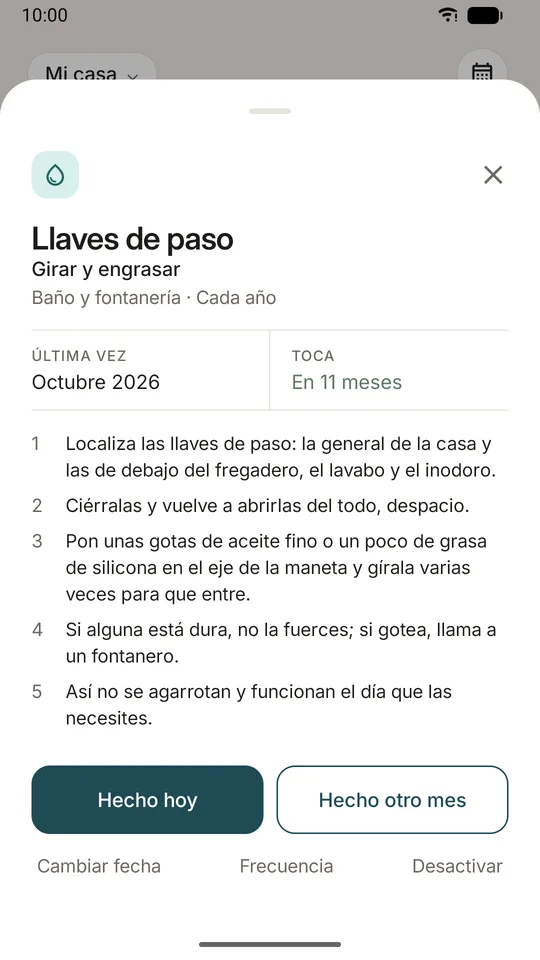 10:00
Mi casa
Llaves de paso
Girar y engrasar
Baño y fontanería · Cada año
ÚLTIMA VEZ
Octubre 2026
TOCA
En 11 meses
1 Localiza las llaves de paso: la general de la casa y
las de debajo del fregadero, el lavabo y el inodoro.
2 Ciérralas y vuelve a abrirlas del todo, despacio.
3 Pon unas gotas de aceite fino o un poco de grasa
de silicona en el eje de la maneta y gírala varias
veces para que entre.
4 Si alguna está dura, no la fuerces; si gotea, llama a
un fontanero.
5 Así no se agarrotan y funcionan el día que las
necesites.
Hecho hoy
Hecho otro mes
Cambiar fecha
Frecuencia
Desactivar